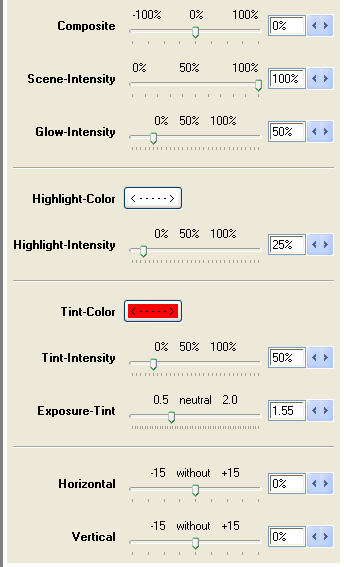 -100% 0% 100%
Composite 0%
0% 50% 100%
Scene-Intensity 100%
0% 50% 100%
Glow-Intensity 50%
Highlight-Color < ----- >
0% 50% 100%
Highlight-Intensity 25%
Tint-Color < ----- >
0% 50% 100%
Tint-Intensity 50%
0.5 neutral 2.0
Exposure-Tint 1.55
-15 without +15
Horizontal 0%
-15 without +15
Vertical 0%